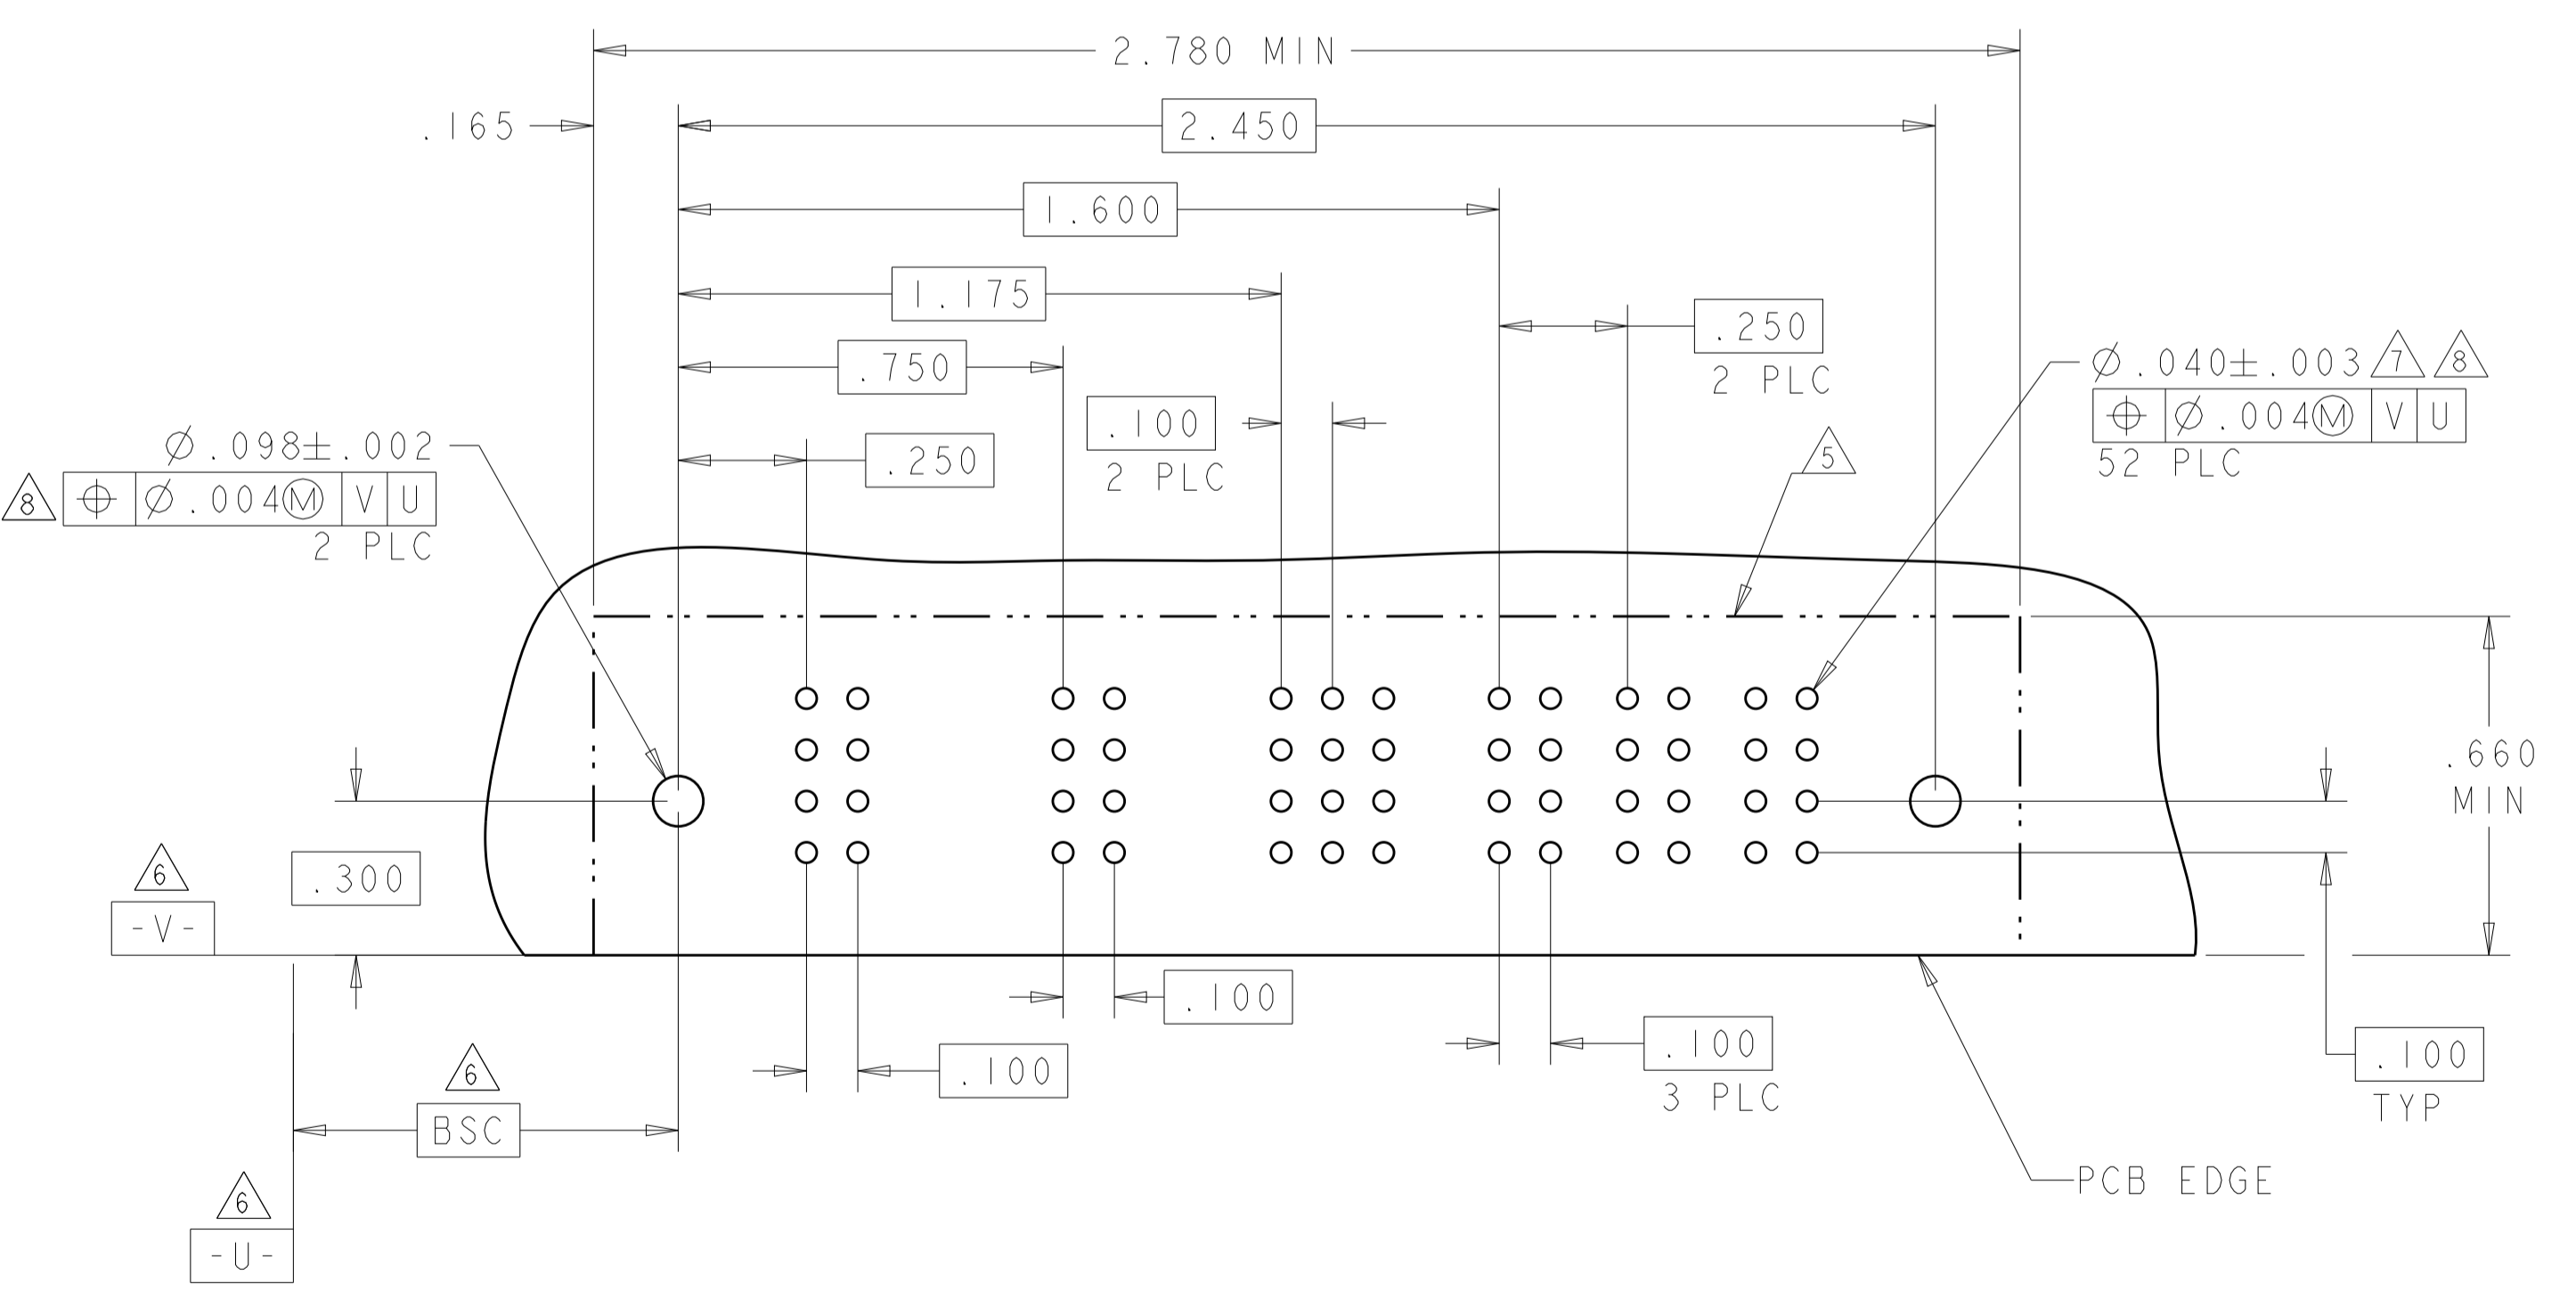 2.780 MIN
.165
2.450
1.600
1.175
.250
2 PLC
.750
.100
2 PLC
.250
Ø.040±.003 7 8
⌖ Ø.004Ⓜ V U
52 PLC
5
Ø.098±.002
8 ⌖ Ø.004Ⓜ V U
2 PLC
.660
MIN
.300
6
-V-
.100
.100
.100
3 PLC
.100
TYP
6
BSC
PCB EDGE
6
-U-